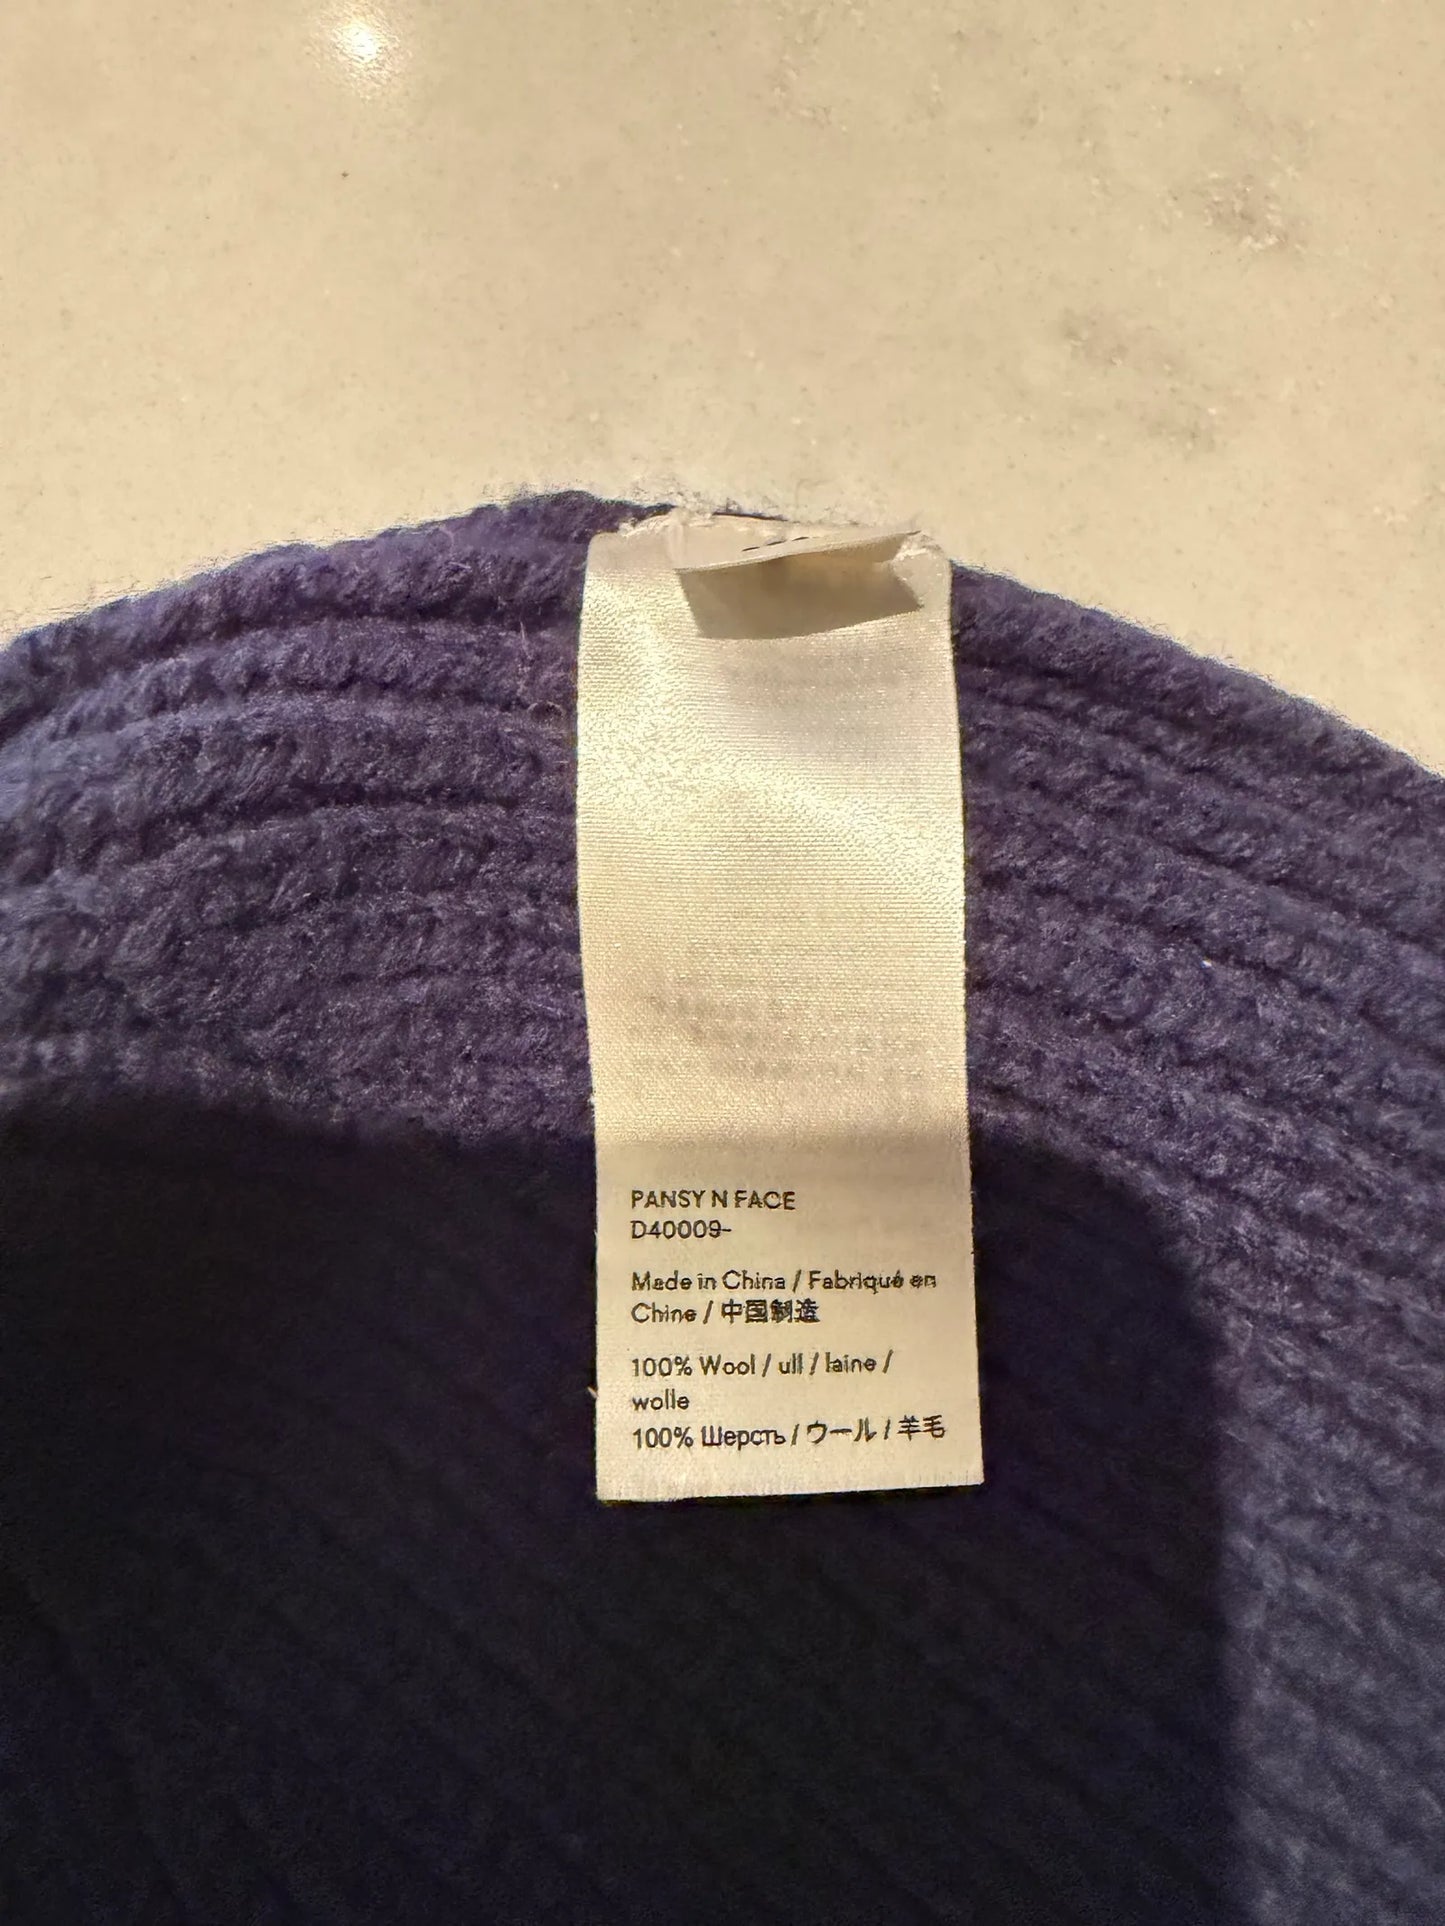 PANSY N FACE
D40009-
Made in China / Fabriqué en
Chine / 中国制造
100% Wool / ull / laine /
wolle
100% Шерсть / ウール / 羊毛